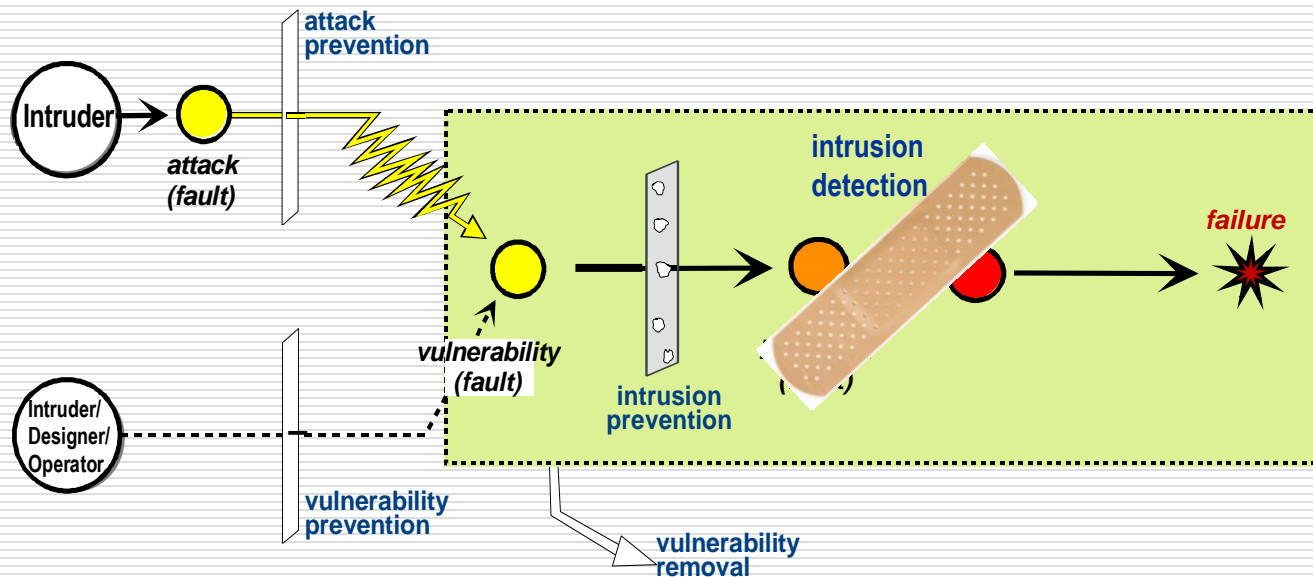 attack
prevention
Intruder
attack
(fault)
intrusion
detection
failure
vulnerability
(fault)
intrusion
prevention
Intruder/
Designer/
Operator
vulnerability
prevention
vulnerability
removal